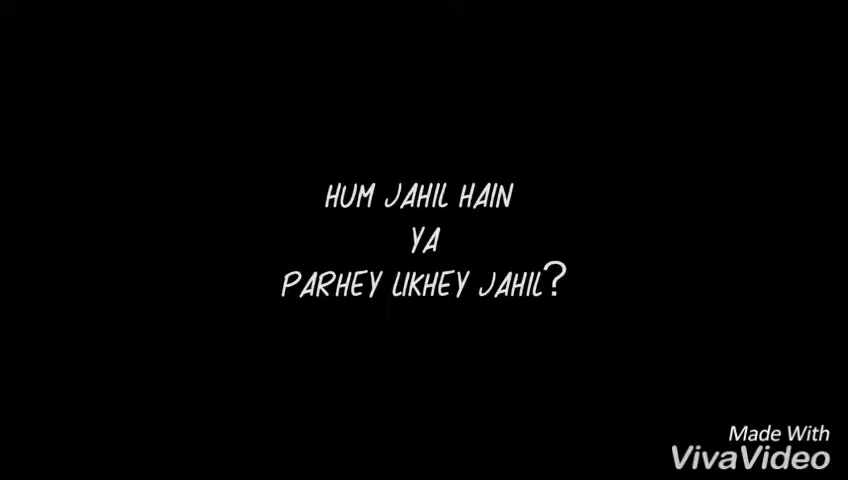 HUM JAHIL HAIN
YA
PARHEY LIKHEY JAHIL?
Made With
VivaVideo